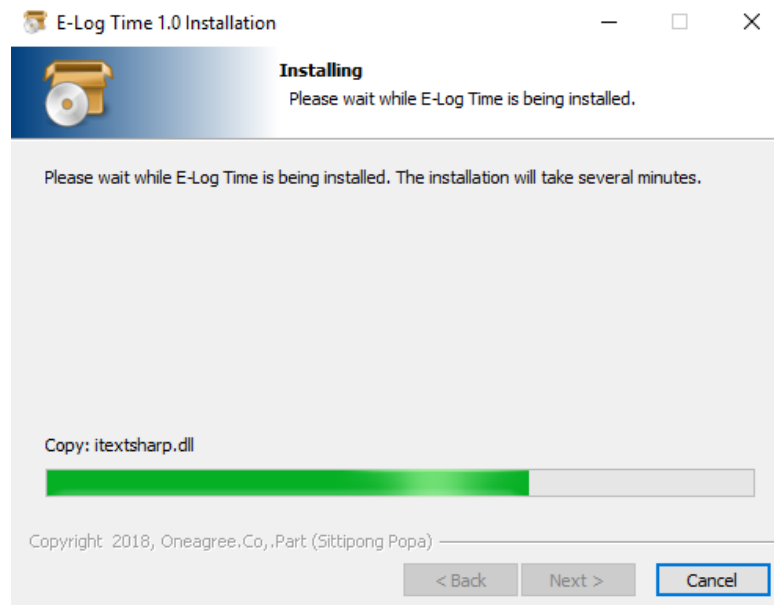 E-Log Time 1.0 Installation
Installing
Please wait while E-Log Time is being installed.
Please wait while E-Log Time is being installed. The installation will take several minutes.
Copy: itextsharp.dll
Copyright  2018, Oneagree.Co,.Part (Sittipong Popa)
< Back Next > Cancel